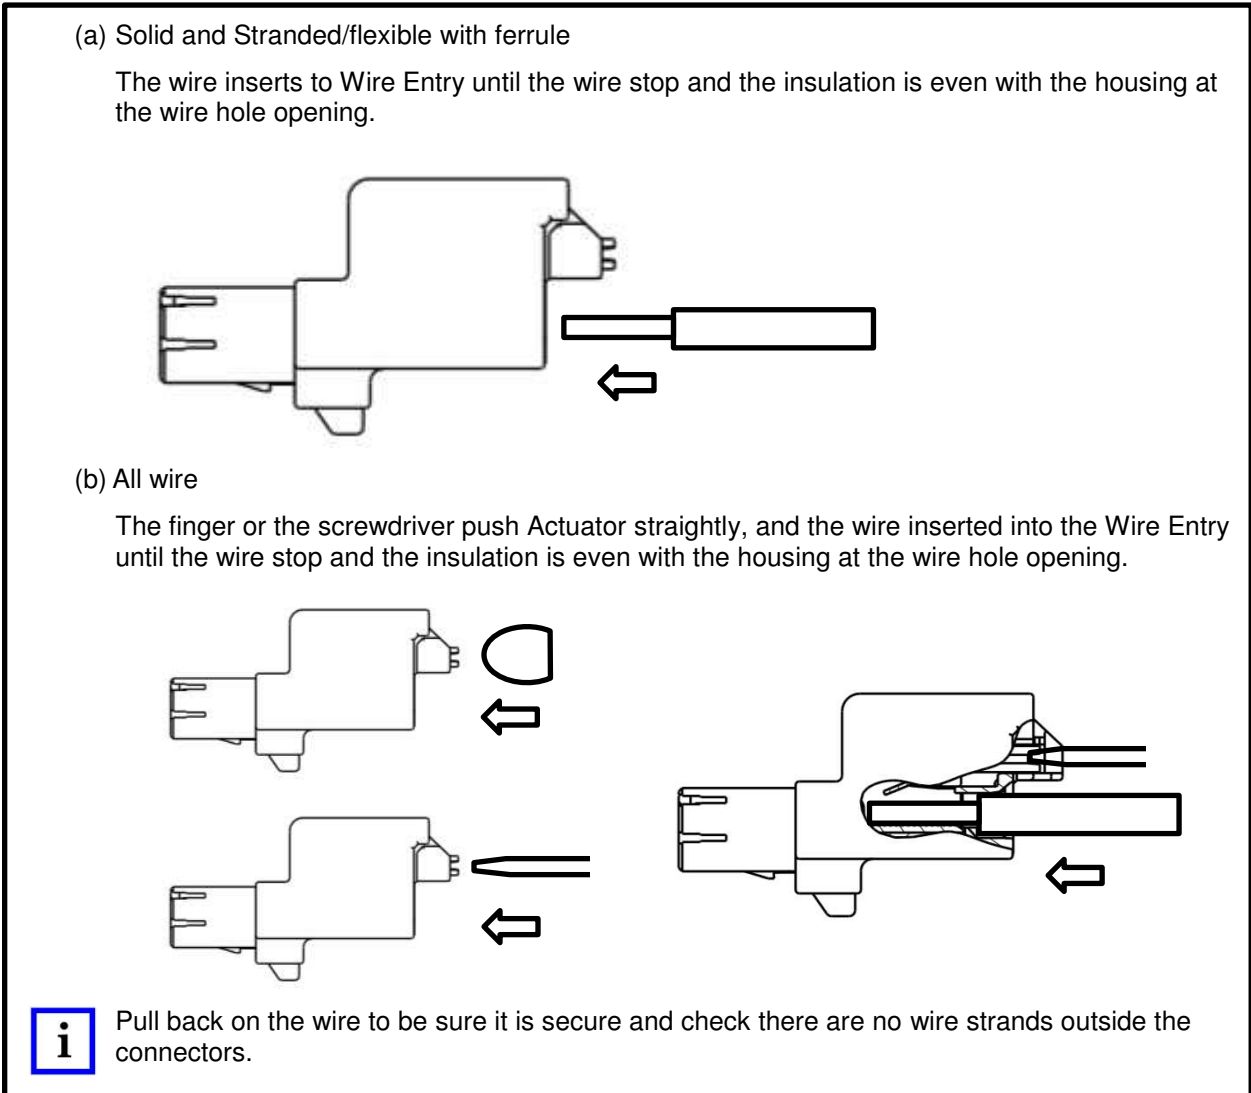 (a) Solid and Stranded/flexible with ferrule
The wire inserts to Wire Entry until the wire stop and the insulation is even with the housing at
the wire hole opening.
(b) All wire
The finger or the screwdriver push Actuator straightly, and the wire inserted into the Wire Entry
until the wire stop and the insulation is even with the housing at the wire hole opening.
i
Pull back on the wire to be sure it is secure and check there are no wire strands outside the
connectors.